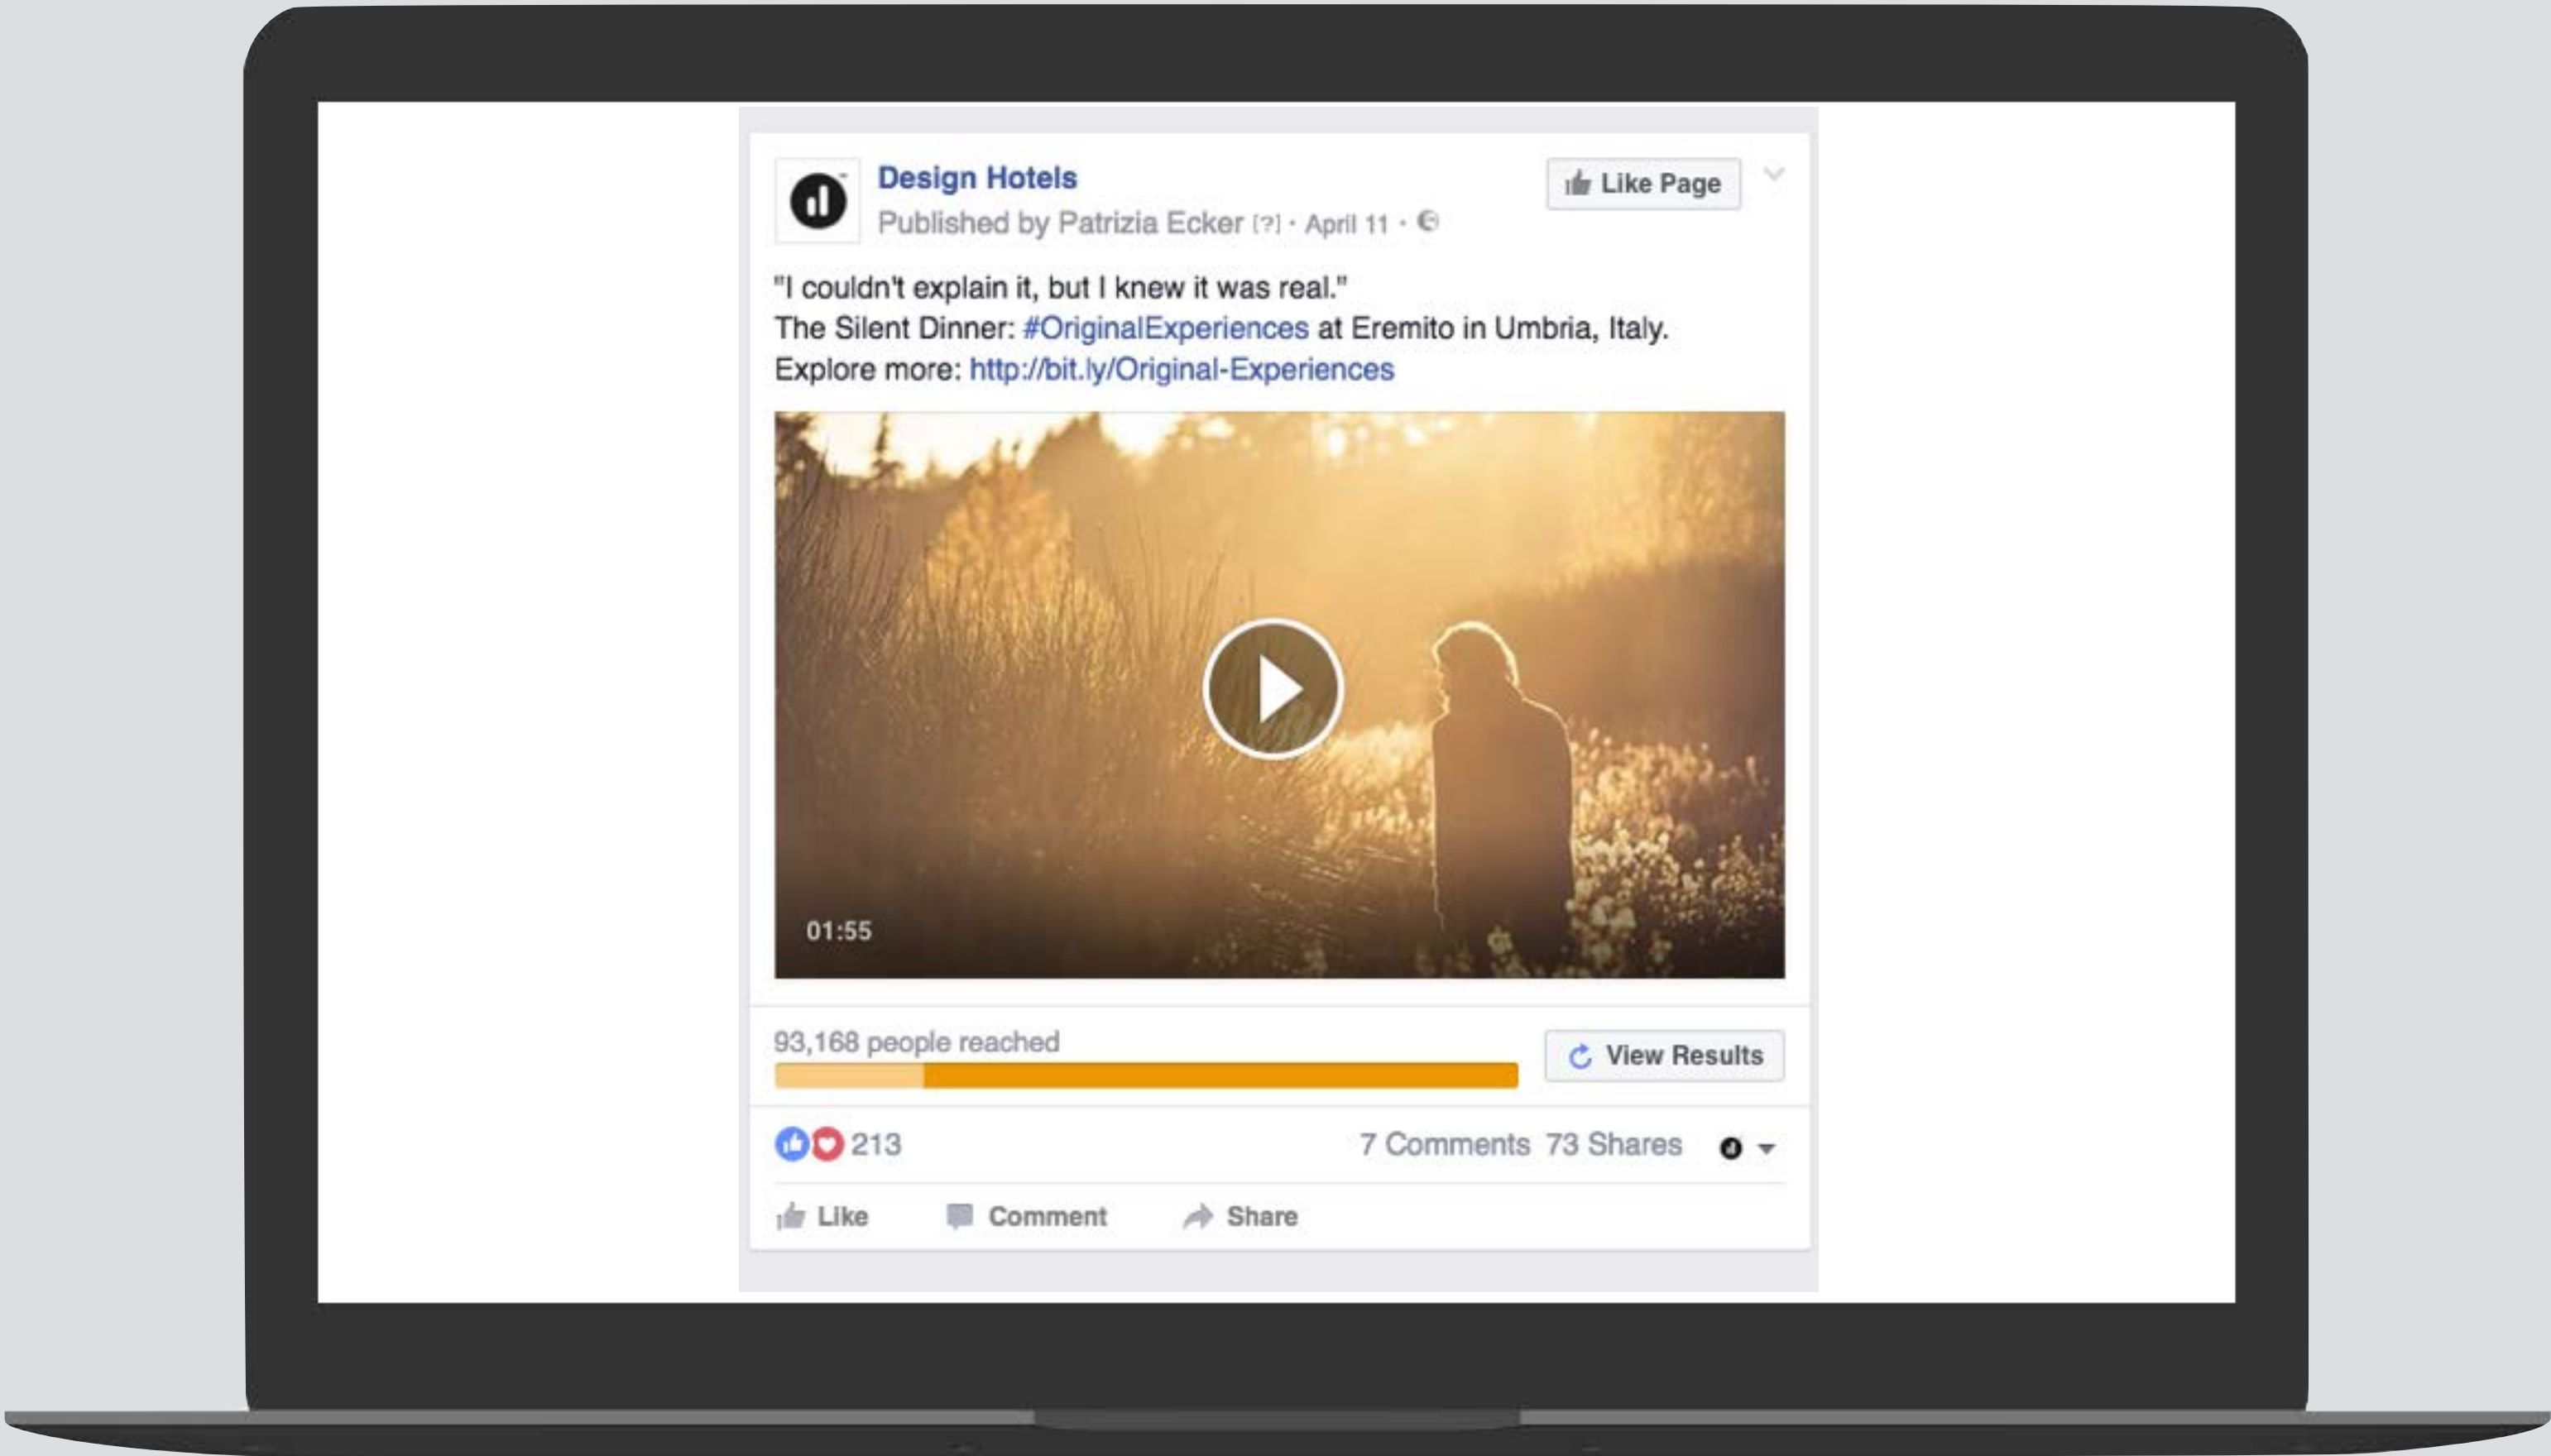 Design Hotels
Like Page
Published by Patrizia Ecker [?] · April 11 ·
"I couldn't explain it, but I knew it was real."
The Silent Dinner: #OriginalExperiences at Eremito in Umbria, Italy.
Explore more: http://bit.ly/Original-Experiences
01:55
93,168 people reached
View Results
213
7 Comments 73 Shares
Like Comment Share